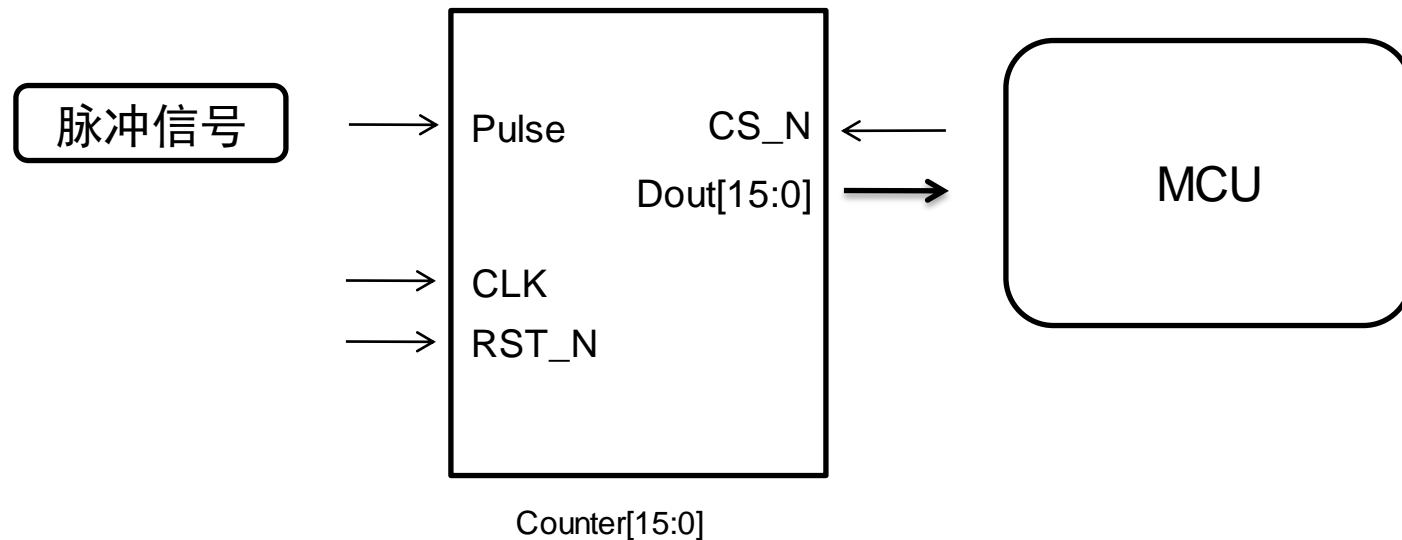 脉冲信号
Pulse
CS_N
Dout[15:0]
MCU
CLK
RST_N
Counter[15:0]